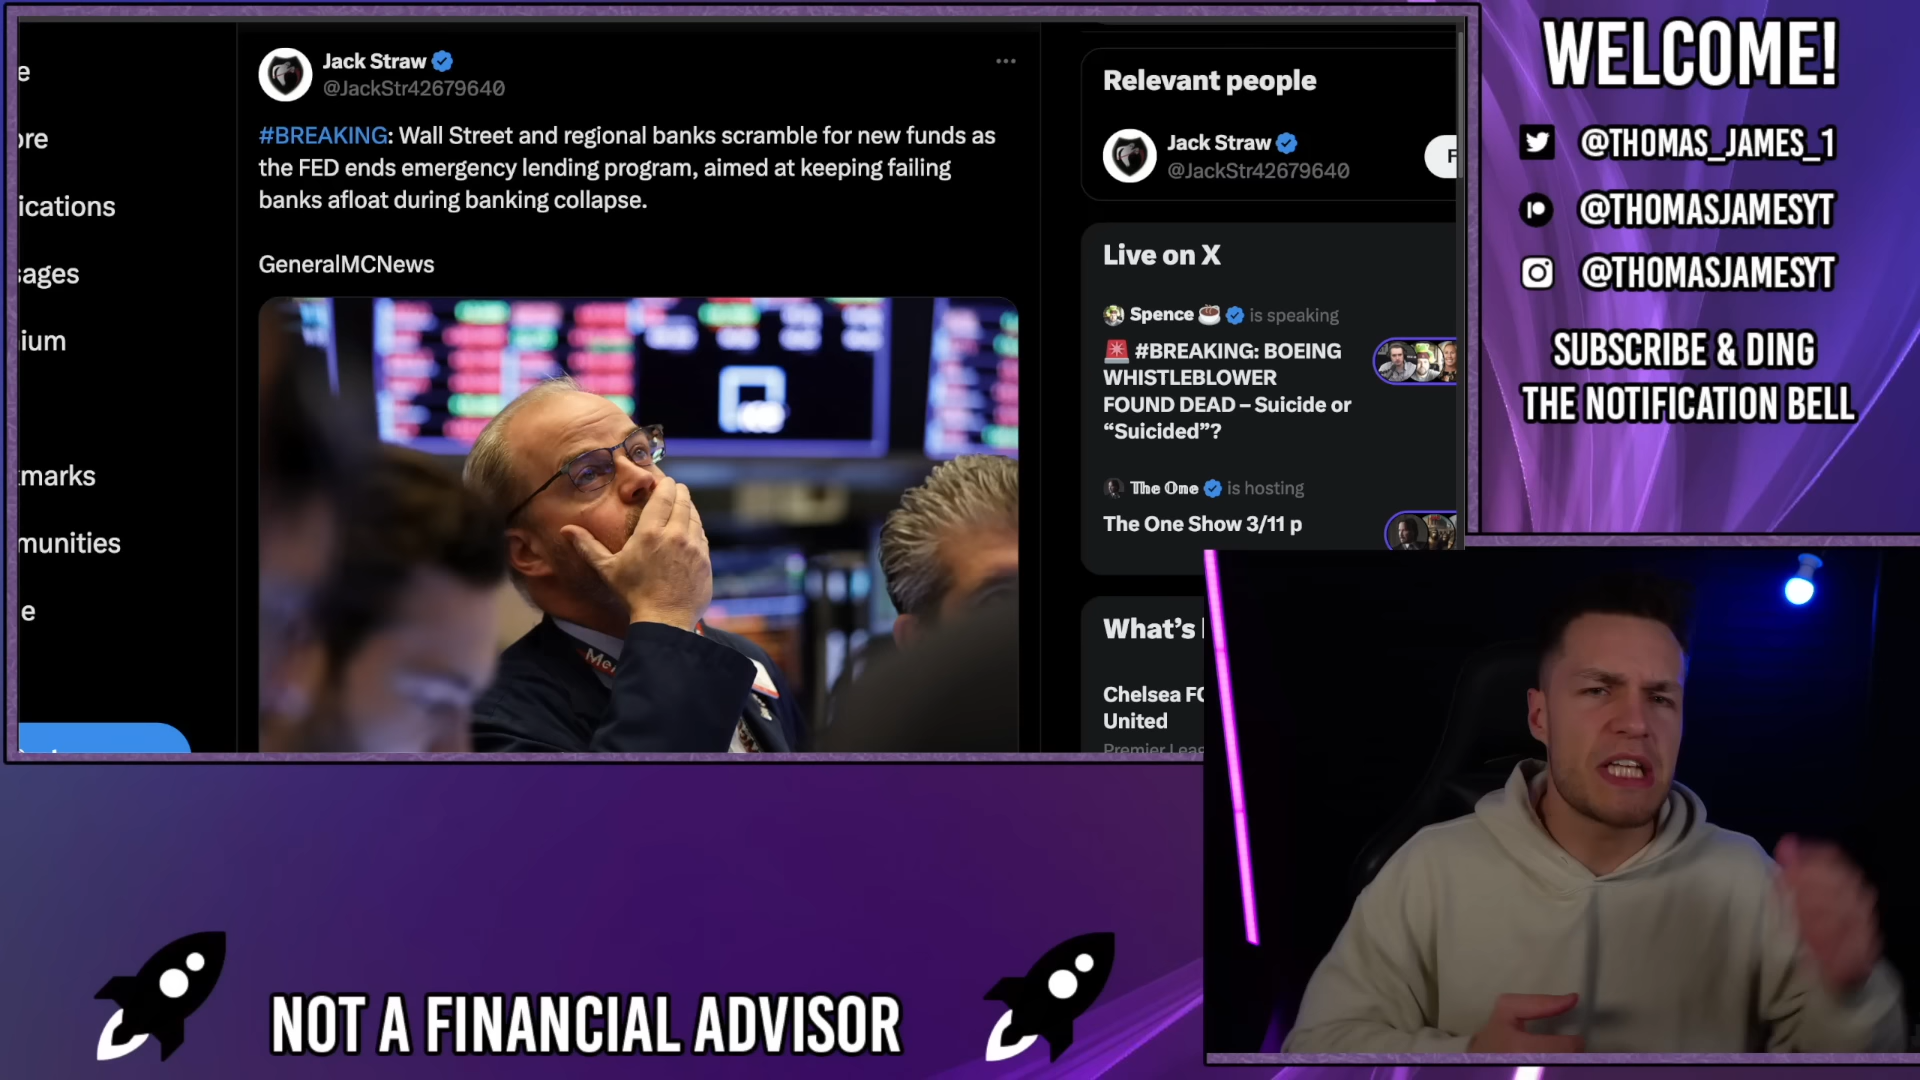 e
ore
ications
sages
ium
kmarks
munities
e
Jack Straw
@JackStr42679640
#BREAKING: Wall Street and regional banks scramble for new funds as
the FED ends emergency lending program, aimed at keeping failing
banks afloat during banking collapse.
GeneralMCNews
Relevant people
Jack Straw
@JackStr42679640
F
Live on X
Spence is speaking
#BREAKING: BOEING
WHISTLEBLOWER
FOUND DEAD – Suicide or
“Suicided”?
The One is hosting
The One Show 3/11 p
What’s
Chelsea FC
United
Premier Leag
WELCOME!
@THOMAS_JAMES_1
@THOMASJAMESYT
@THOMASJAMESYT
SUBSCRIBE & DING
THE NOTIFICATION BELL
NOT A FINANCIAL ADVISOR